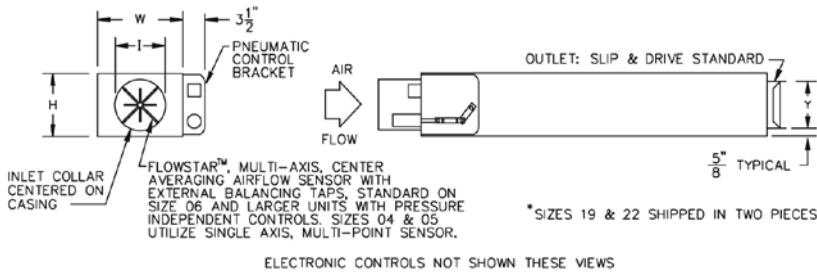 W
3 1/2"
I
PNEUMATIC
CONTROL
BRACKET
H
INLET COLLAR
CENTERED ON
CASING
FLOWSTAR™, MULTI-AXIS, CENTER
AVERAGING AIRFLOW SENSOR WITH
EXTERNAL BALANCING TAPS, STANDARD ON
SIZE 06 AND LARGER UNITS WITH PRESSURE
INDEPENDENT CONTROLS. SIZES 04 & 05
UTILIZE SINGLE AXIS, MULTI-POINT SENSOR.
AIR
FLOW
OUTLET: SLIP & DRIVE STANDARD
Y
5/8" TYPICAL
*SIZES 19 & 22 SHIPPED IN TWO PIECES
ELECTRONIC CONTROLS NOT SHOWN THESE VIEWS